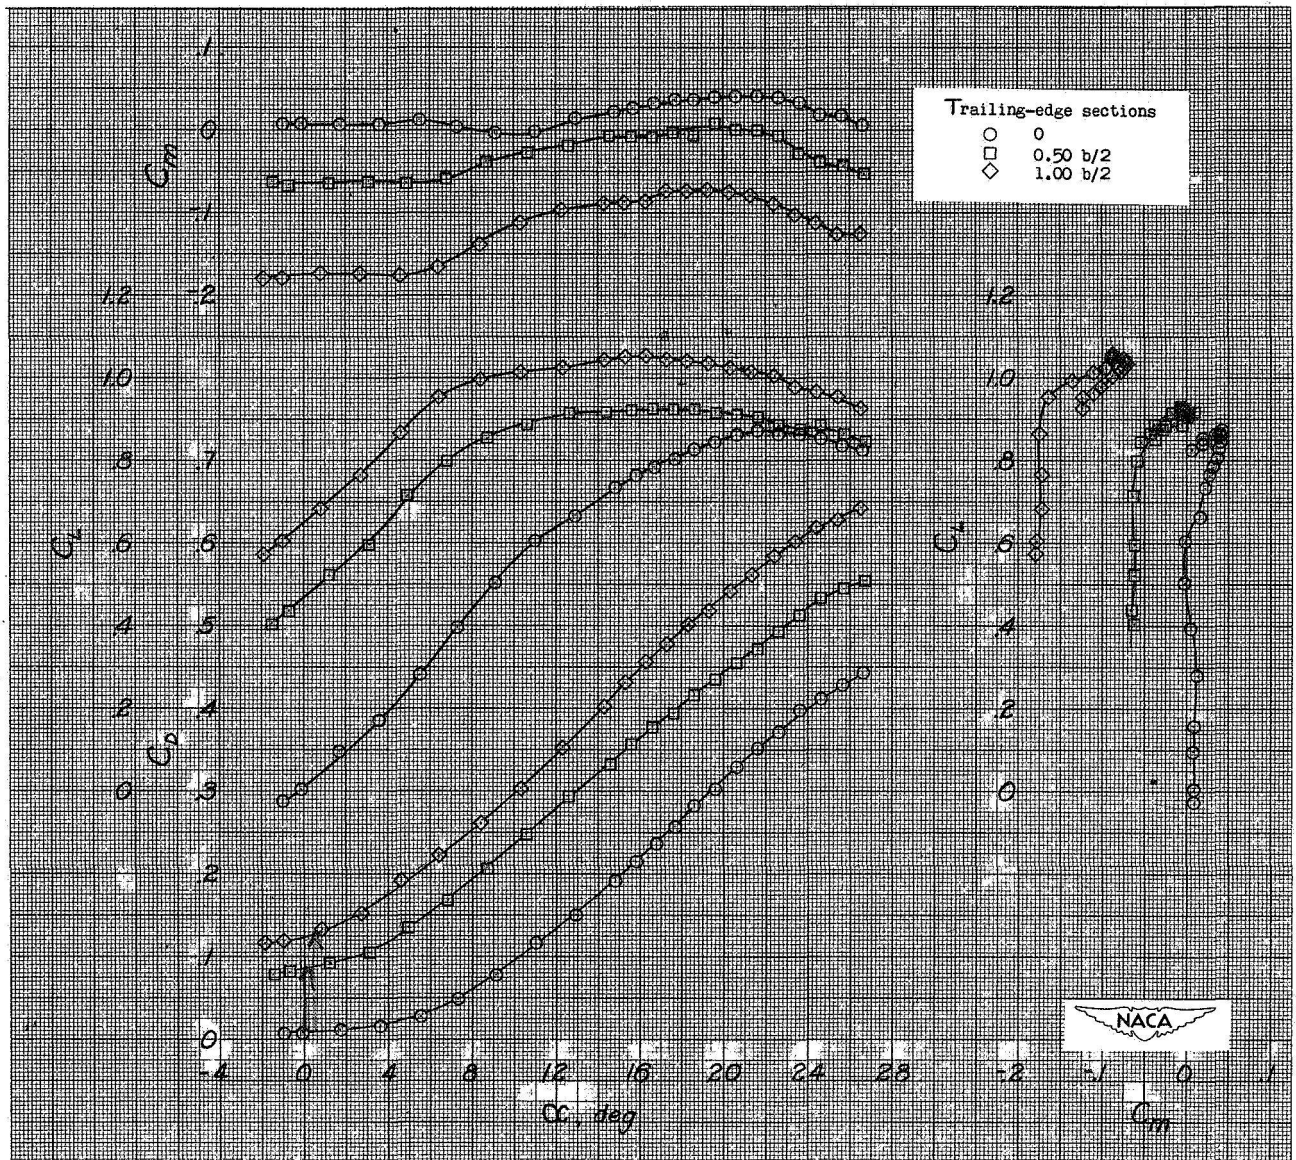 .1
0
Cm
-.1
1.2 -.2
1.0
.8 .7
CL .6 .6
.4 .5
.2 .4
CD
0 .3
.2
.1
0
-4 0 4 8 12 16 20 24 28
α, deg
Trailing-edge sections
○ 0
□ 0.50 b/2
◇ 1.00 b/2
1.2
1.0
.8
CL .6
.4
.2
0
NACA
-.2 -.1 0 .1
Cm